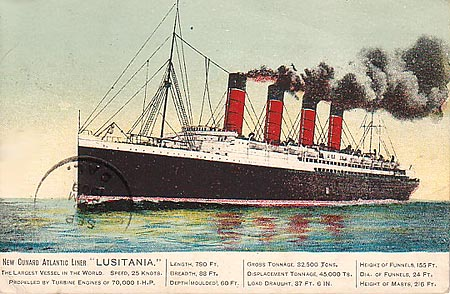 NEW CUNARD ATLANTIC LINER "LUSITANIA."
THE LARGEST VESSEL IN THE WORLD. SPEED, 25 KNOTS.
PROPELLED BY TURBINE ENGINES OF 70,000 I.H.P.
LENGTH, 790 FT.
BREADTH, 88 FT.
DEPTH (MOULDED), 60 FT.
GROSS TONNAGE, 32,500 TONS.
DISPLACEMENT TONNAGE, 45,000 TNS.
LOAD DRAUGHT, 37 FT. 6 IN.
HEIGHT OF FUNNELS, 155 FT.
DIA. OF FUNNELS, 24 FT.
HEIGHT OF MASTS, 216 FT.